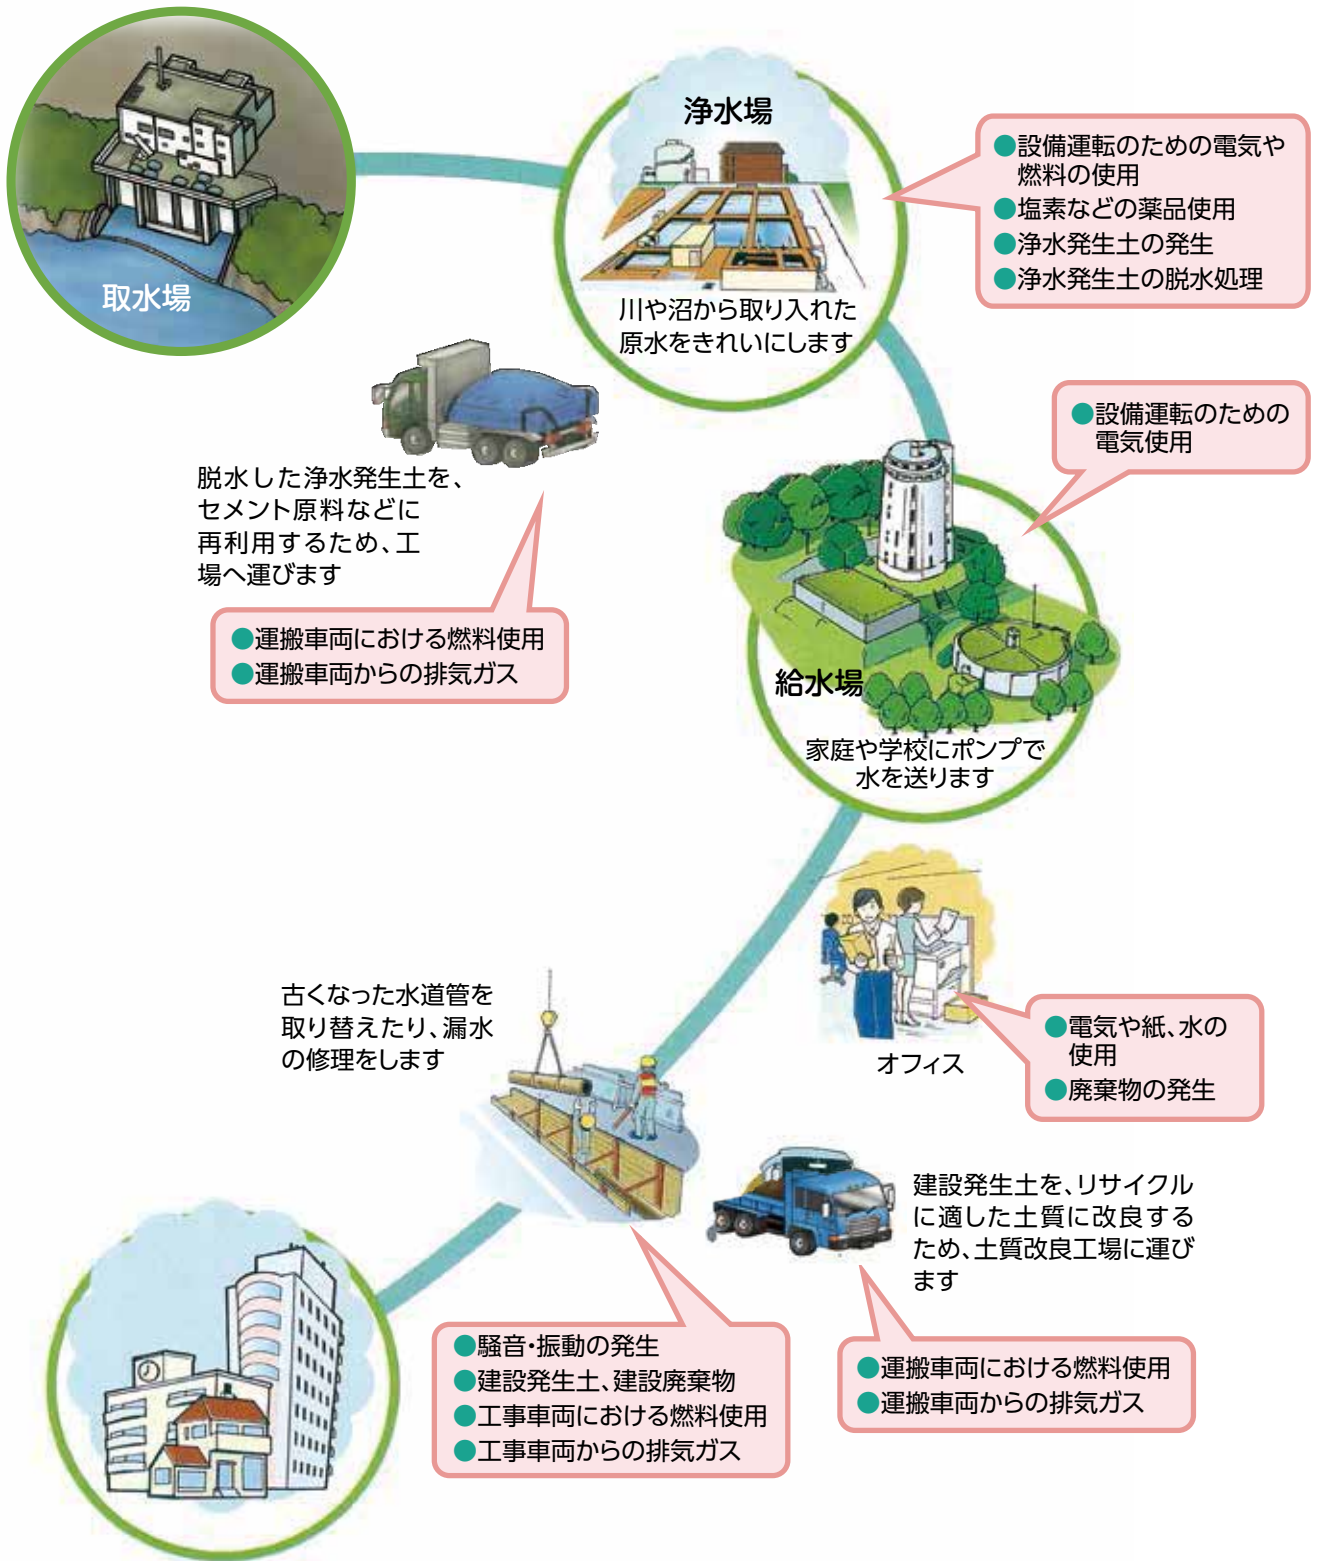 取水場
浄水場
川や沼から取り入れた
原水をきれいにします
●設備運転のための電気や
燃料の使用
●塩素などの薬品使用
●浄水発生土の発生
●浄水発生土の脱水処理
脱水した浄水発生土を、
セメント原料などに
再利用するため、工
場へ運びます
●運搬車両における燃料使用
●運搬車両からの排気ガス
●設備運転のための
電気使用
給水場
家庭や学校にポンプで
水を送ります
オフィス
●電気や紙、水の
使用
●廃棄物の発生
古くなった水道管を
取り替えたり、漏水
の修理をします
●騒音・振動の発生
●建設発生土、建設廃棄物
●工事車両における燃料使用
●工事車両からの排気ガス
建設発生土を、リサイクル
に適した土質に改良する
ため、土質改良工場に運び
ます
●運搬車両における燃料使用
●運搬車両からの排気ガス